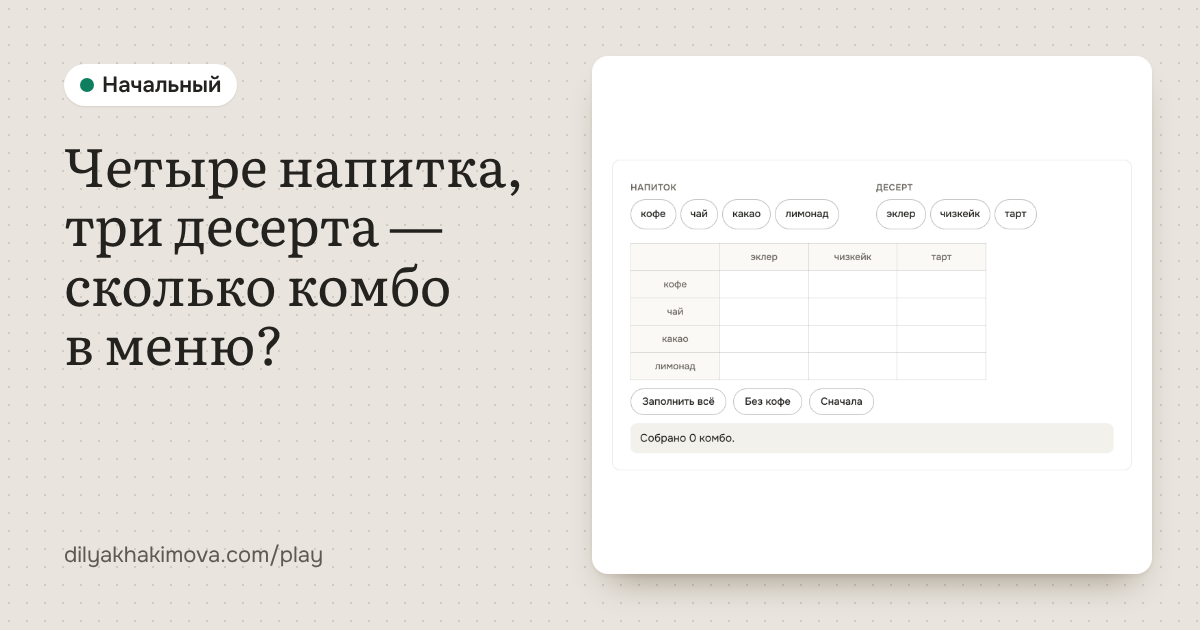 Начальный
Четыре напитка,
три десерта —
сколько комбо
в меню?
dilyakhakimova.com/play
НАПИТОК
кофе чай какао лимонад
ДЕСЕРТ
эклер чизкейк тарт
эклер чизкейк тарт
кофе
чай
какао
лимонад
Заполнить всё Без кофе Сначала
Собрано 0 комбо.